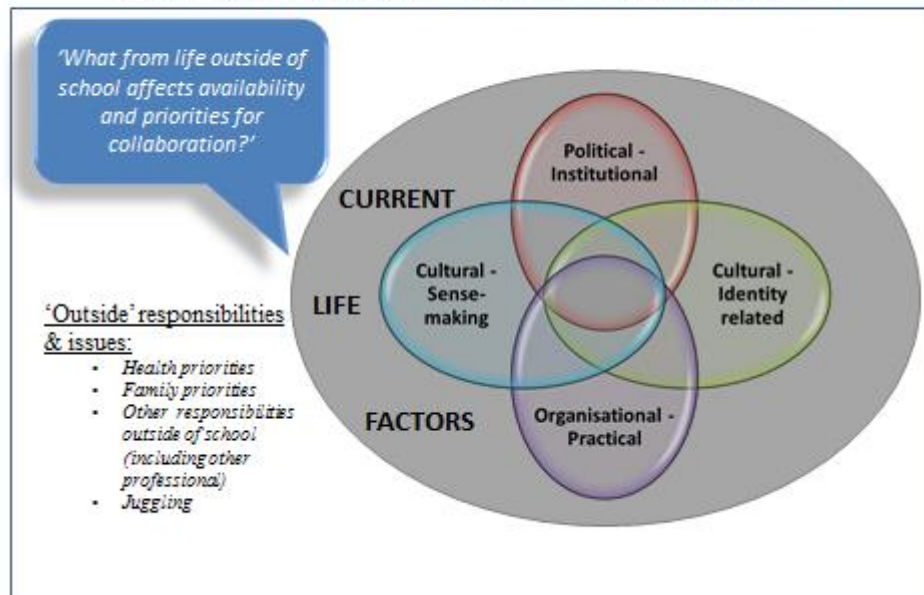 ‘What from life outside of
school affects availability
and priorities for
collaboration?’
CURRENT
LIFE
FACTORS
Political -
Institutional
Cultural -
Sense-
making
Cultural -
Identity
related
Organisational -
Practical
‘Outside’ responsibilities
& issues:
▪ Health priorities
▪ Family priorities
▪ Other responsibilities
outside of school
(including other
professional)
▪ Juggling